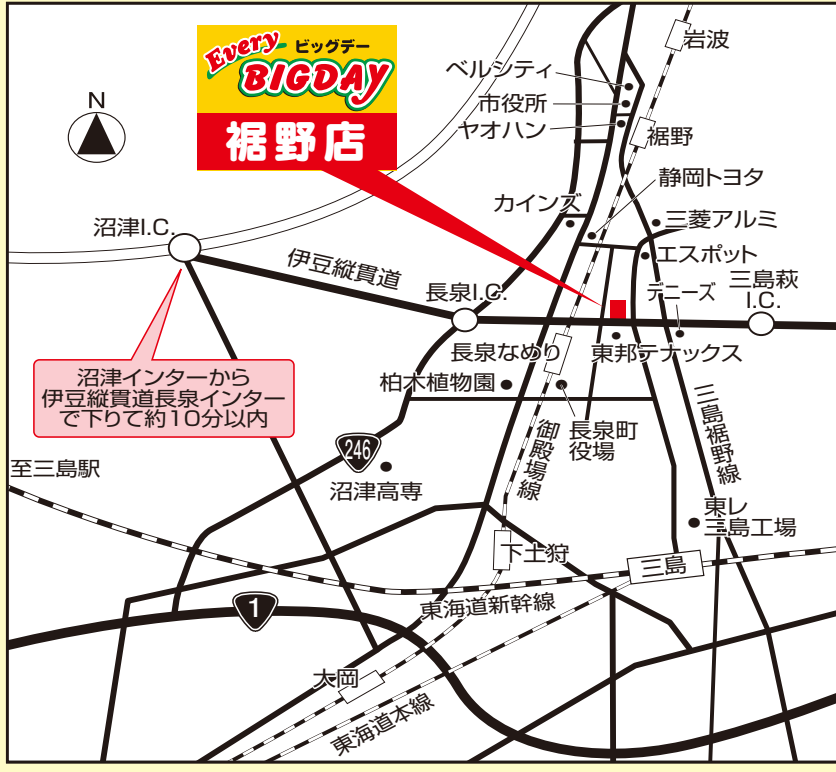 Every ビッグデー
BIGDAY
裾野店
N
岩波
ベルシティ
市役所
ヤオハン
裾野
静岡トヨタ
カインズ
三菱アルミ
沼津I.C.
エスポット
伊豆縦貫道
長泉I.C.
デニーズ
三島萩
I.C.
長泉なめり
東邦テナックス
沼津インターから
伊豆縦貫道長泉インター
で下りて約10分以内
柏木植物園
長泉町
役場
御殿場線
三島裾野線
246
至三島駅
沼津高専
東レ
三島工場
下土狩
三島
1
東海道新幹線
大岡
東海道本線